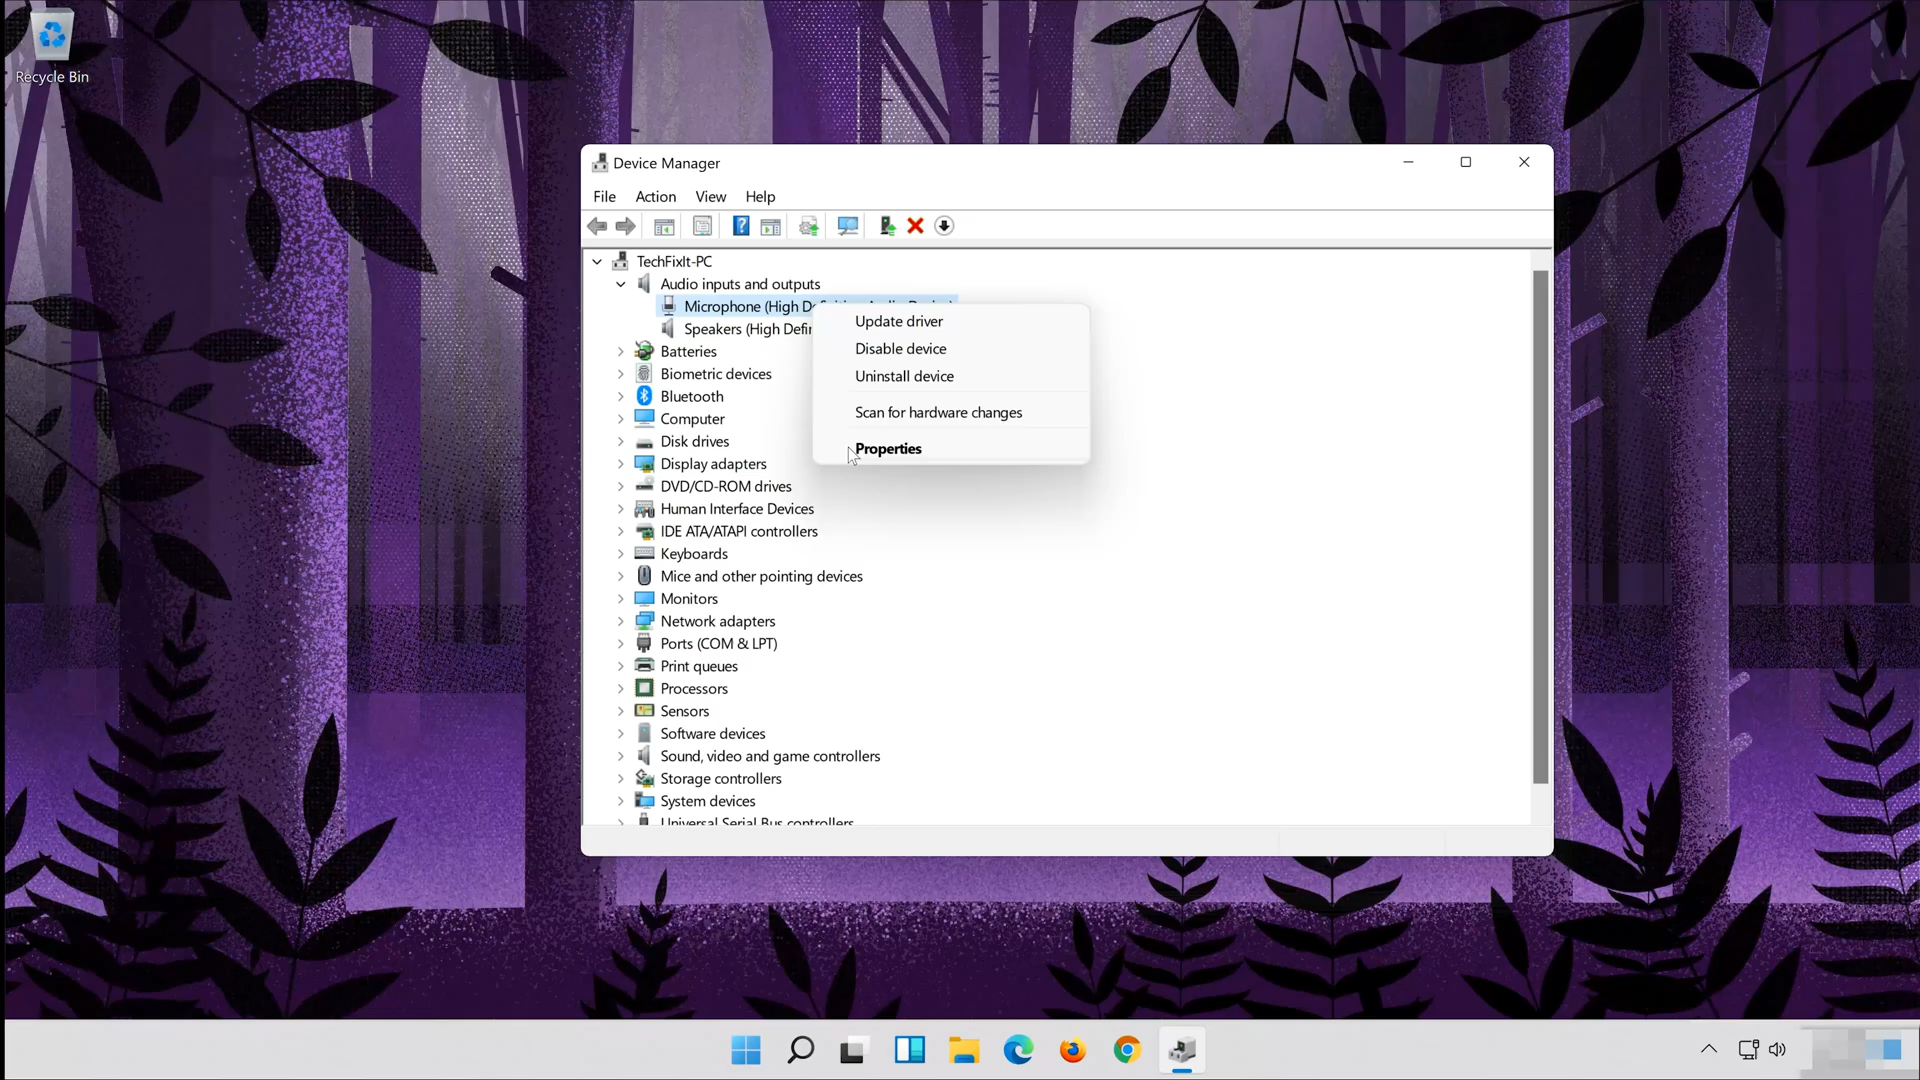 Recycle Bin
Device Manager
File Action View Help
TechFixIt-PC
Audio inputs and outputs
Microphone (High
Speakers (High Defi
Update driver
Disable device
Uninstall device
Scan for hardware changes
Properties
Batteries
Biometric devices
Bluetooth
Computer
Disk drives
Display adapters
DVD/CD-ROM drives
Human Interface Devices
IDE ATA/ATAPI controllers
Keyboards
Mice and other pointing devices
Monitors
Network adapters
Ports (COM & LPT)
Print queues
Processors
Sensors
Software devices
Sound, video and game controllers
Storage controllers
System devices
Universal Serial Bus controllers